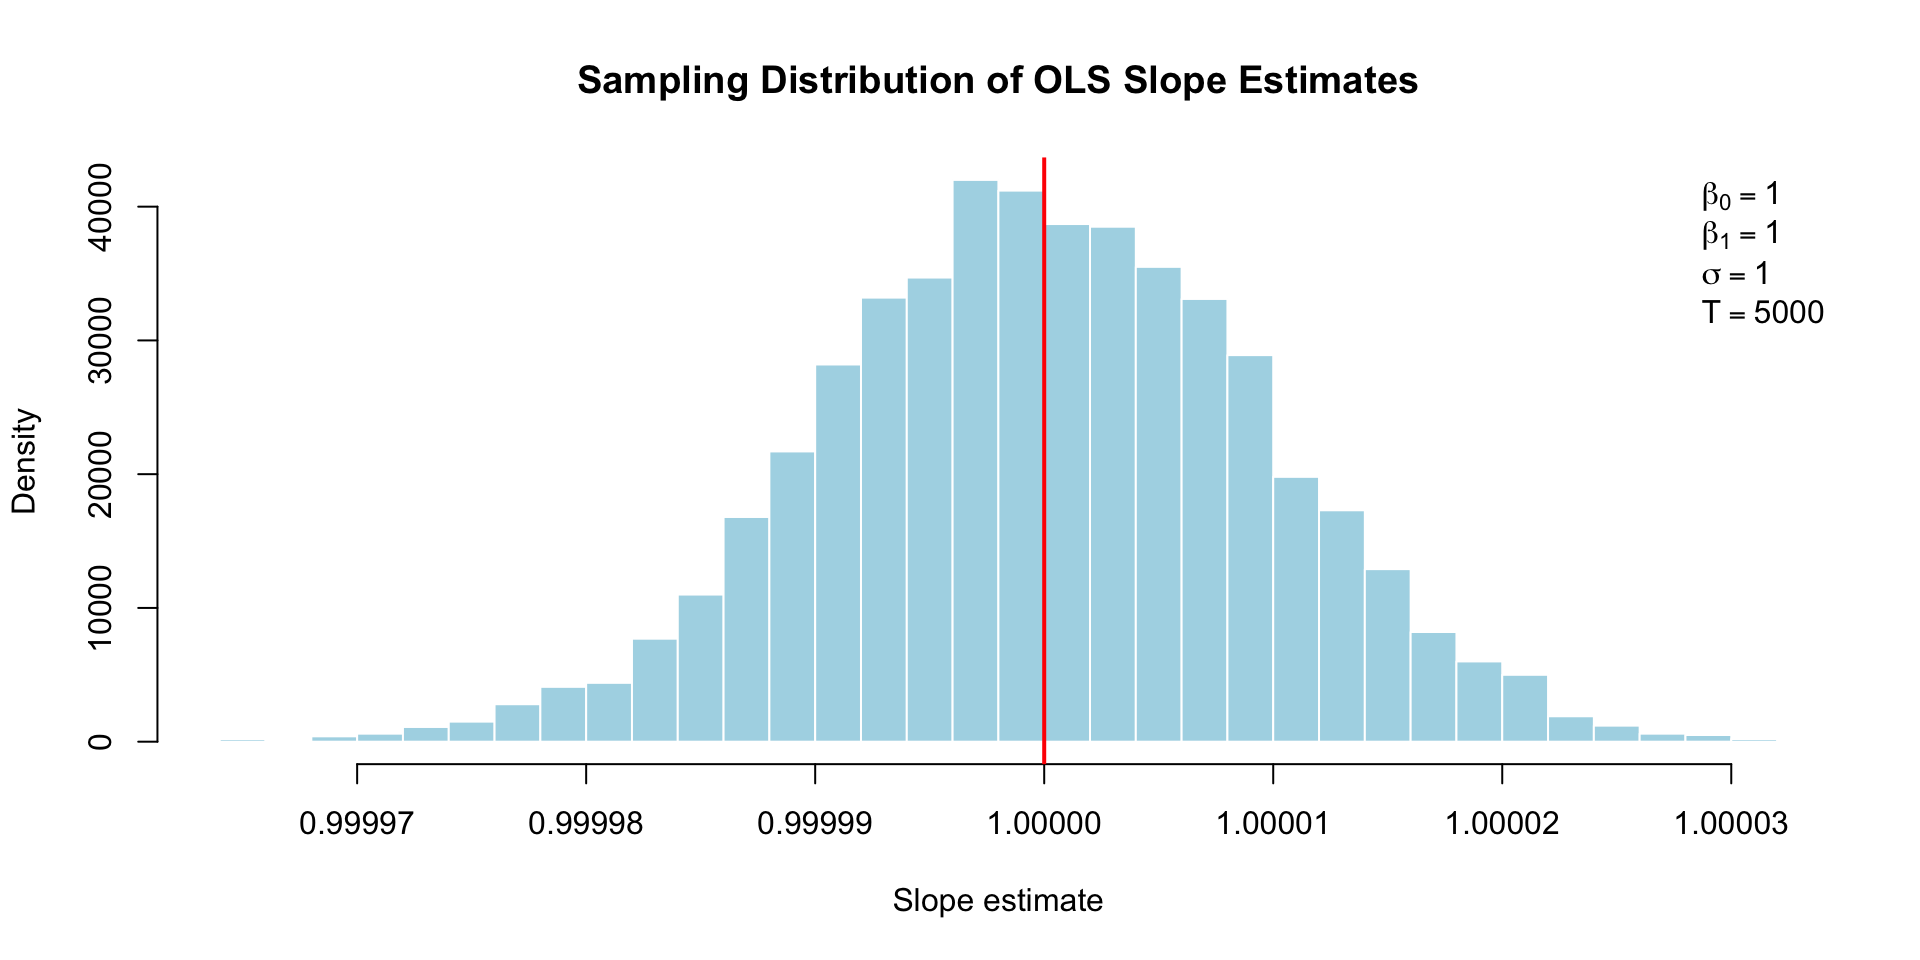 Sampling Distribution of OLS Slope Estimates
β₀ = 1
β₁ = 1
σ = 1
T = 5000
Density
40000
30000
20000
10000
0
0.99997 0.99998 0.99999 1.00000 1.00001 1.00002 1.00003
Slope estimate